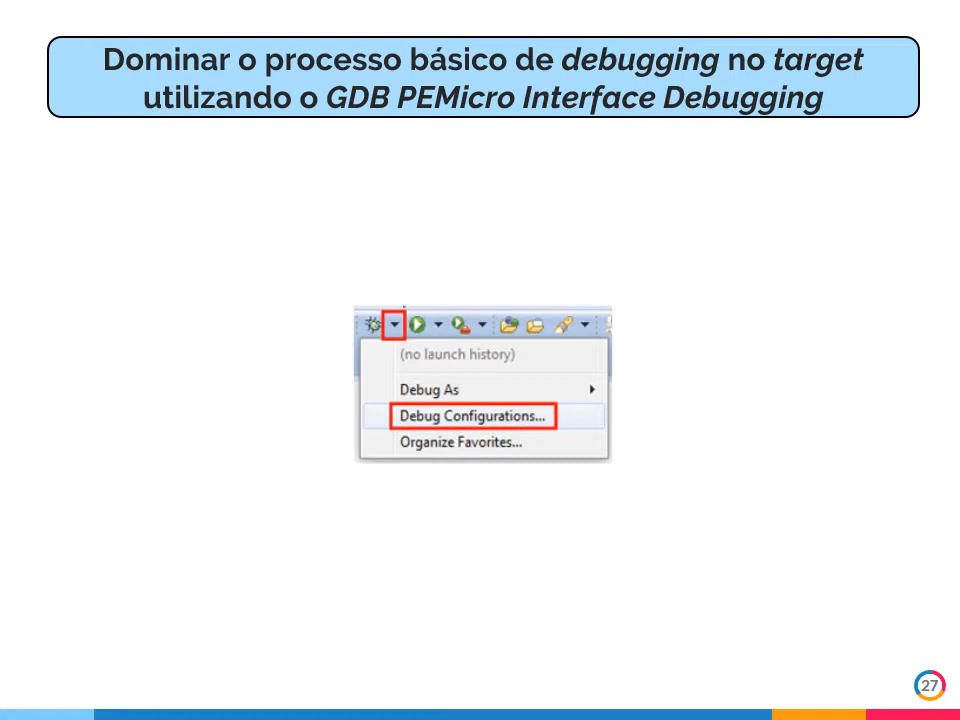 Dominar o processo básico de debugging no target
utilizando o GDB PEMicro Interface Debugging
(no launch history)
Debug As
Debug Configurations...
Organize Favorites...
27